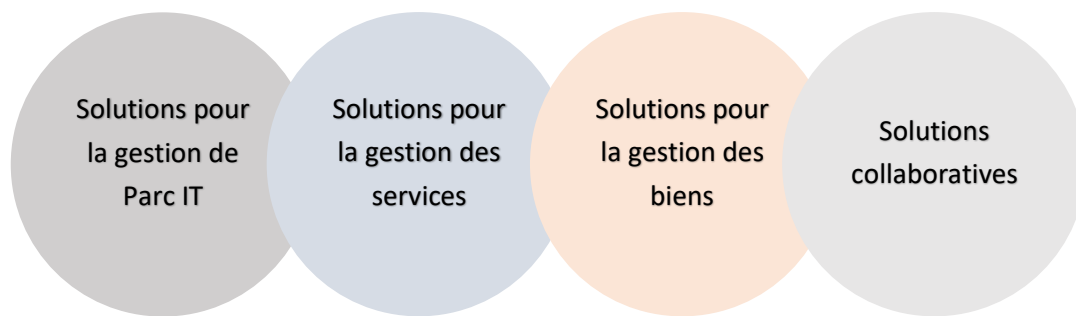 Solutions pour
la gestion de
Parc IT
Solutions pour
la gestion des
services
Solutions pour
la gestion des
biens
Solutions
collaboratives